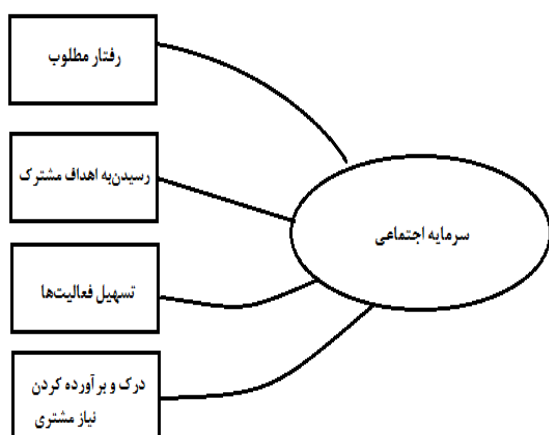 رفتار مطلوب
رسیدن‌به اهداف مشترک
سرمایه اجتماعی
تسهیل فعالیت‌ها
درک و برآورده کردن
نیاز مشتری